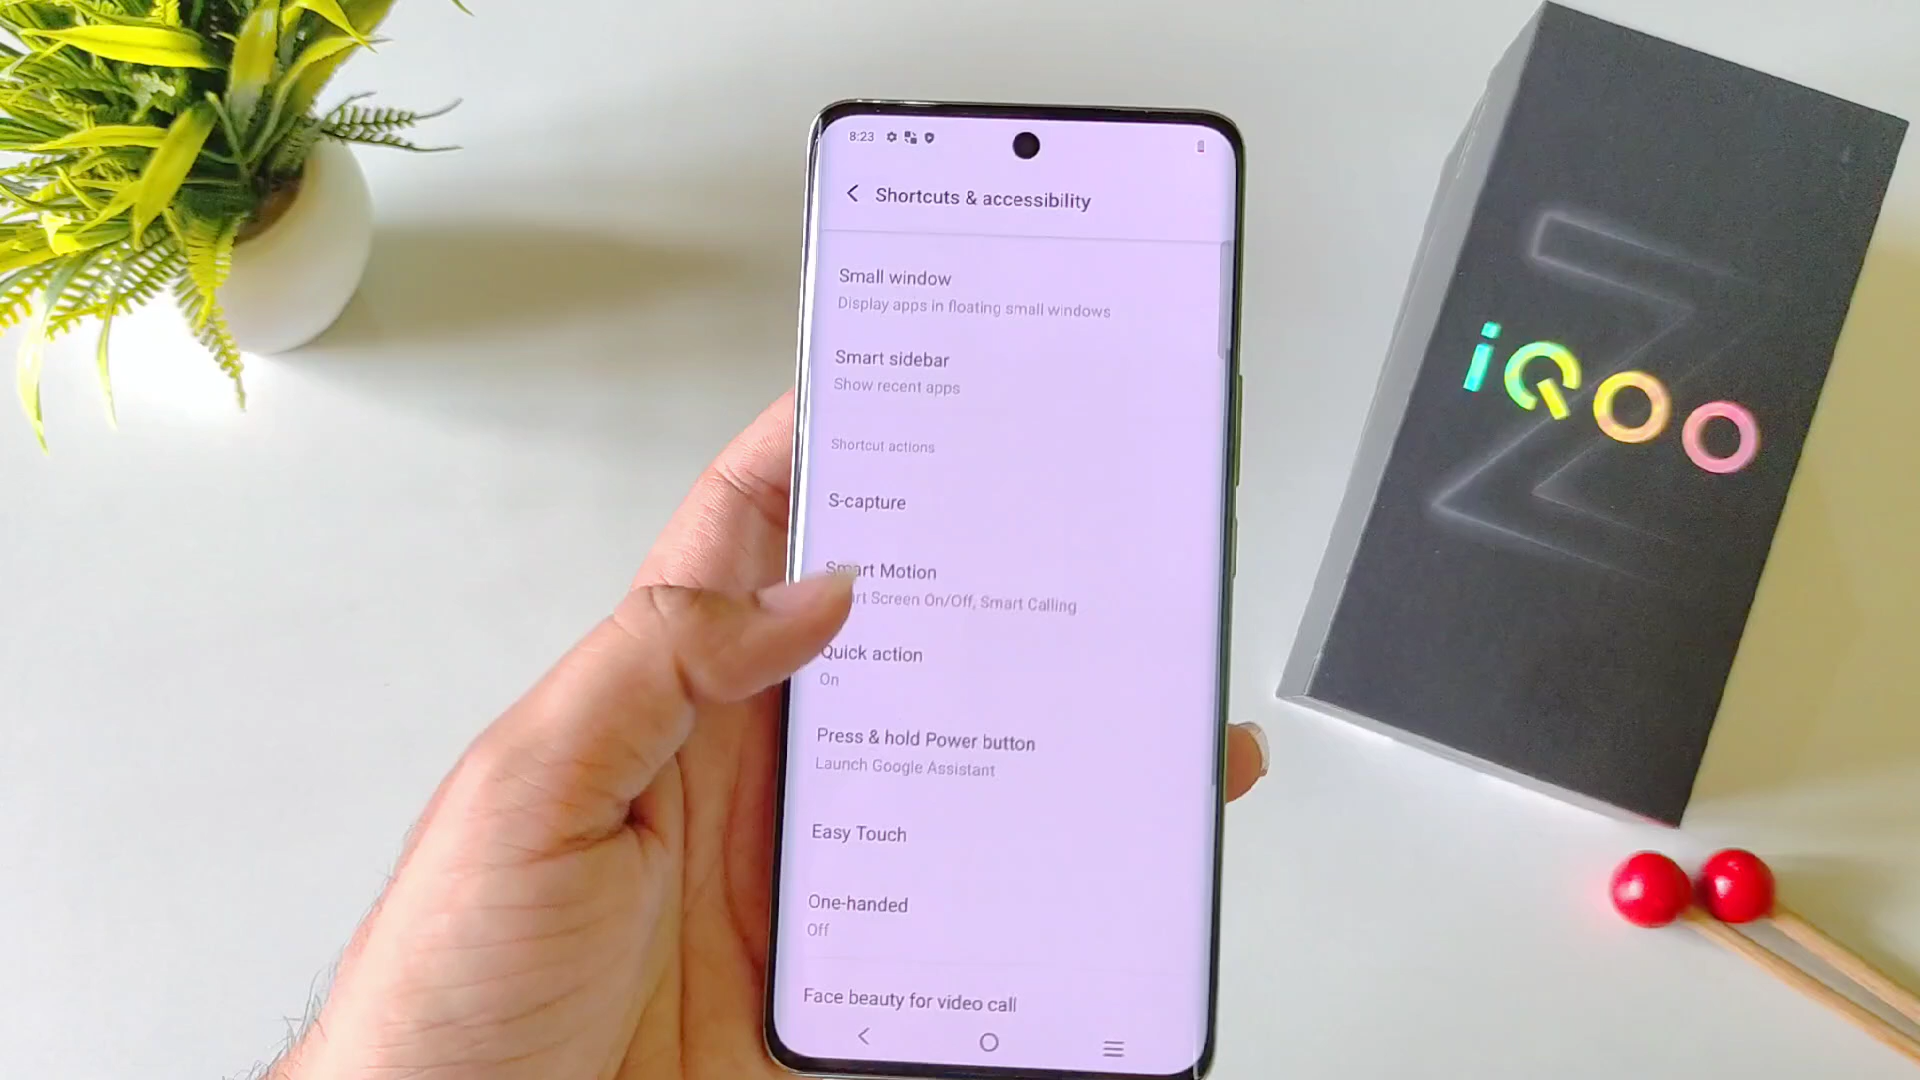 8:23
Shortcuts & accessibility
Small window
Display apps in floating small windows
Smart sidebar
Show recent apps
Shortcut actions
S-capture
Smart Motion
Screen On/Off, Smart Calling
Quick action
On
Press & hold Power button
Launch Google Assistant
Easy Touch
One-handed
Off
Face beauty for video call
Z
iQOO